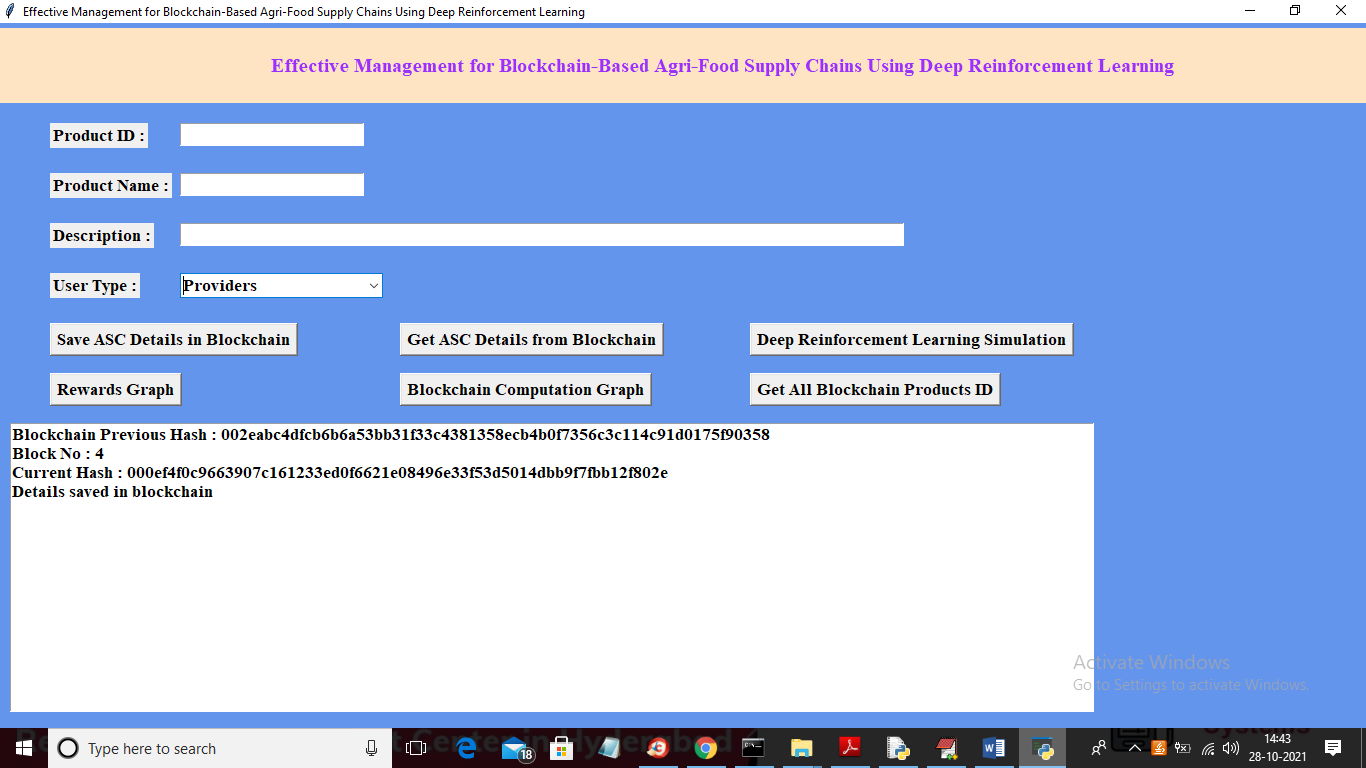 Effective Management for Blockchain-Based Agri-Food Supply Chains Using Deep Reinforcement Learning
Effective Management for Blockchain-Based Agri-Food Supply Chains Using Deep Reinforcement Learning
Product ID :
Product Name :
Description :
User Type : Providers
Save ASC Details in Blockchain Get ASC Details from Blockchain Deep Reinforcement Learning Simulation
Rewards Graph Blockchain Computation Graph Get All Blockchain Products ID
Blockchain Previous Hash : 002eabc4dfcb6b6a53bb31f33c4381358ecb4b0f7356c3c114c91d0175f90358
Block No : 4
Current Hash : 000ef4f0c9663907c161233ed0f6621e08496e33f53d5014dbb9f7fbb12f802e
Details saved in blockchain
Activate Windows
Go to Settings to activate Windows.
Type here to search 18 14:43
28-10-2021